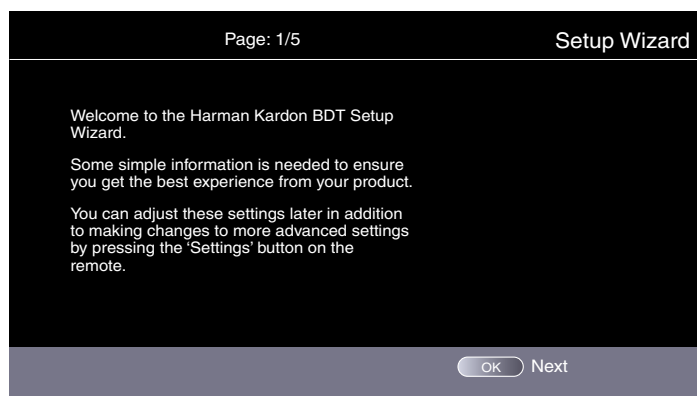 Page: 1/5
Setup Wizard
Welcome to the Harman Kardon BDT Setup
Wizard.
Some simple information is needed to ensure
you get the best experience from your product.
You can adjust these settings later in addition
to making changes to more advanced settings
by pressing the ‘Settings’ button on the
remote.
OK Next